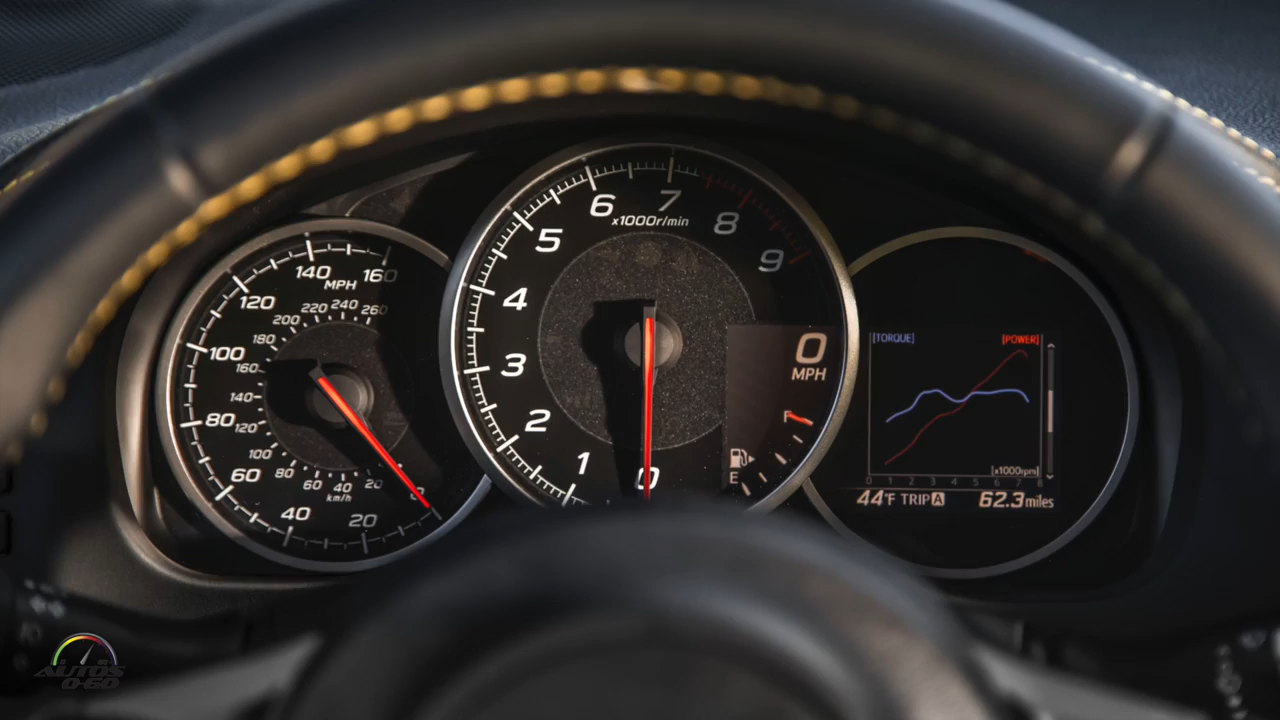 140 160
MPH
120
220 240 260
200
180
100
160
140
80
120
100
80
60 40 20
60
km/h
40
20
0
7
6
x1000r/min
8
5
9
4
3
2
1
0
0
MPH
F
E
[TORQUE] [POWER]
[x1000rpm]
0 1 2 3 4 5 6 7 8
44°F TRIP A 62.3 miles
AUTOS
0-60